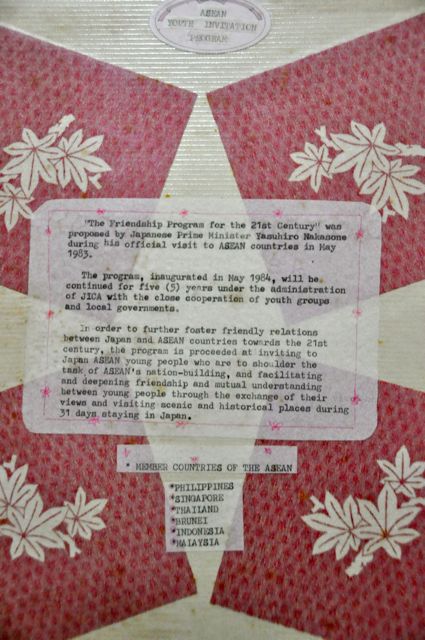 ASEAN
YOUTH INVITATION
PROGRAM
"The Friendship Program for the 21st Century" was
proposed by Japanese Prime Minister Yasuhiro Nakasone
during his official visit to ASEAN countries in May
1983.
The program, inaugurated in May 1984, will be
continued for five (5) years under the administration
of JICA with the close cooperation of youth groups
and local governments.
In order to further foster friendly relations
between Japan and ASEAN countries towards the 21st
century, the program is proceeded at inviting to
Japan ASEAN young people who are to shoulder the
task of ASEAN's nation-building, and facilitating
and deepening friendship and mutual understanding
between young people through the exchange of their
views and visiting scenic and historical places during
31 days staying in Japan.
* MEMBER COUNTRIES OF THE ASEAN
*PHILIPPINES
*SINGAPORE
*THAILAND
*BRUNEI
*INDONESIA
*MALAYSIA